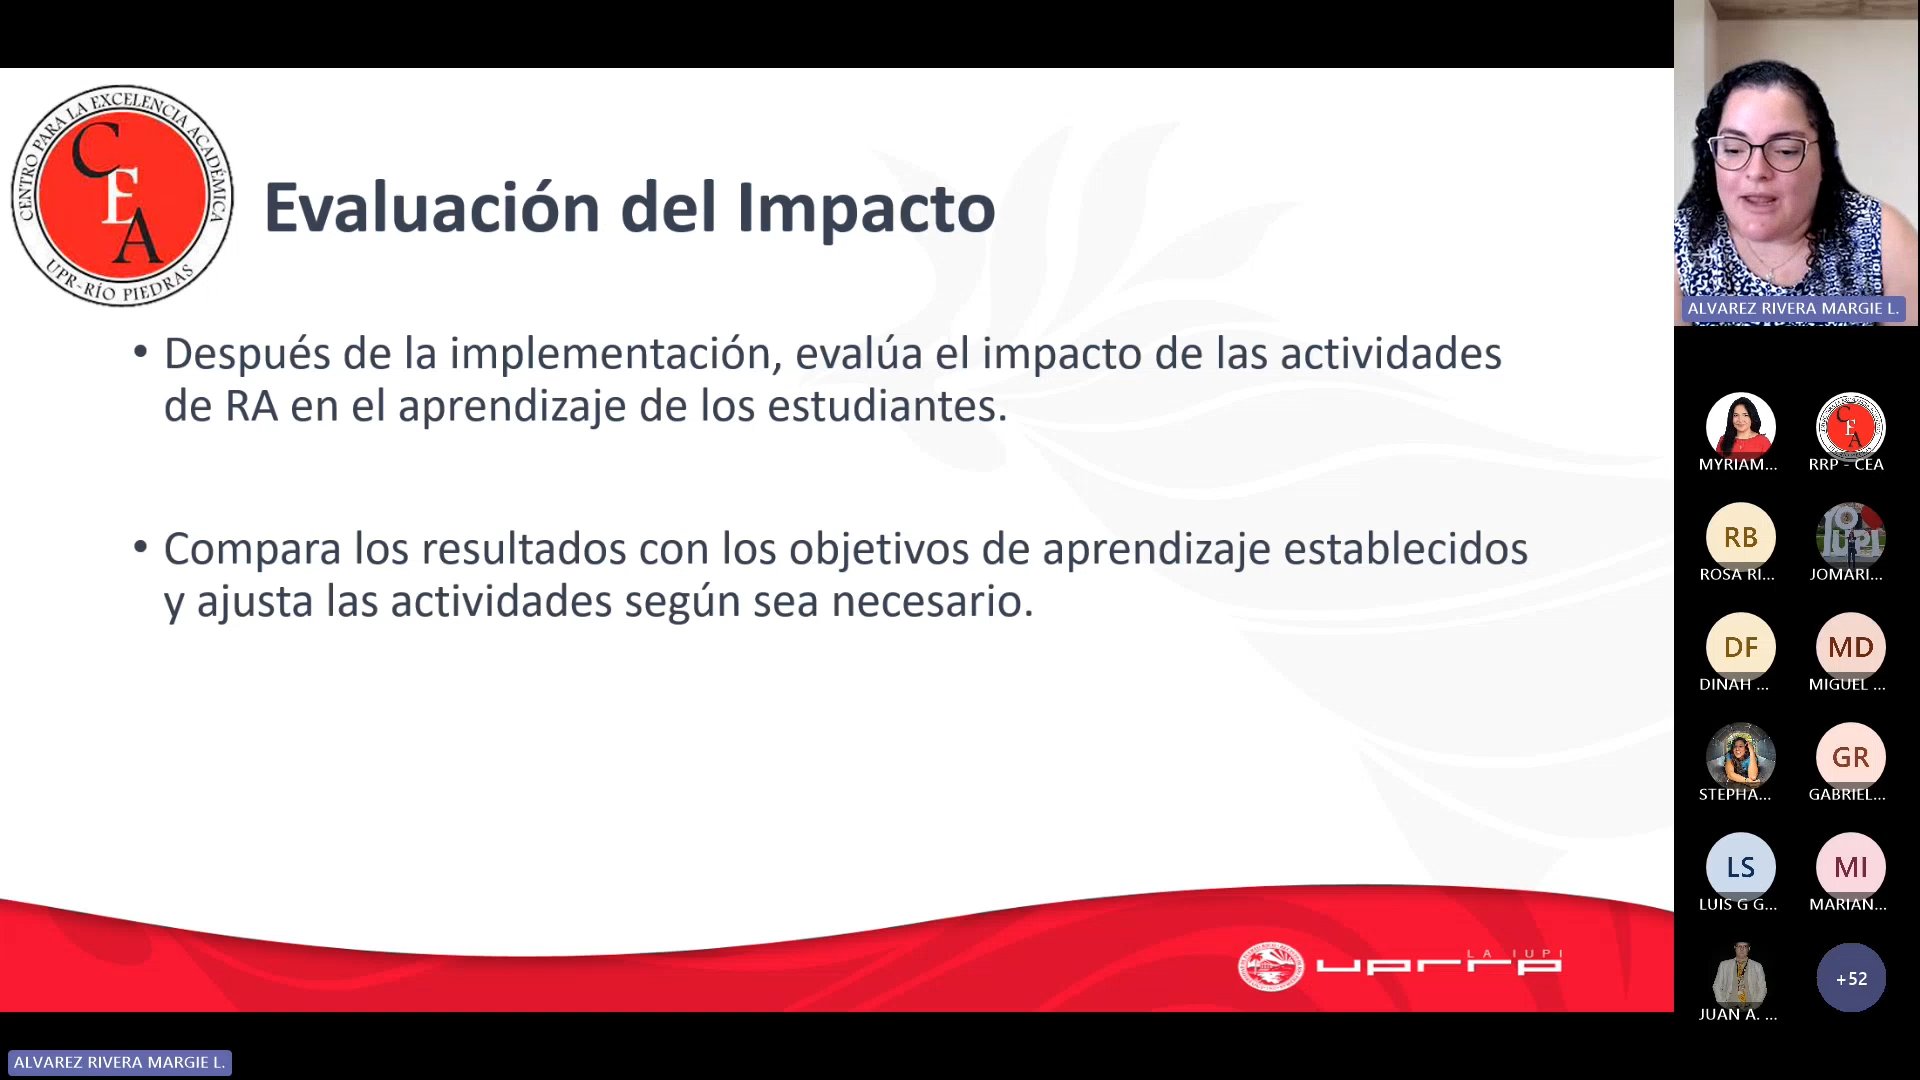 CENTRO PARA LA EXCELENCIA ACADÉMICA
CEA
UPR-RÍO PIEDRAS
Evaluación del Impacto
• Después de la implementación, evalúa el impacto de las actividades
de RA en el aprendizaje de los estudiantes.
• Compara los resultados con los objetivos de aprendizaje establecidos
y ajusta las actividades según sea necesario.
LA IUPI
uprrp
ALVAREZ RIVERA MARGIE L.
ALVAREZ RIVERA MARGIE L.
MYRIAM...
CEA
RRP - CEA
RB
ROSA RI...
IUPI
JOMARI...
DF
DINAH ...
MD
MIGUEL ...
STEPHA...
GR
GABRIEL...
LS
LUIS G G...
MI
MARIAN...
JUAN A. ...
+52